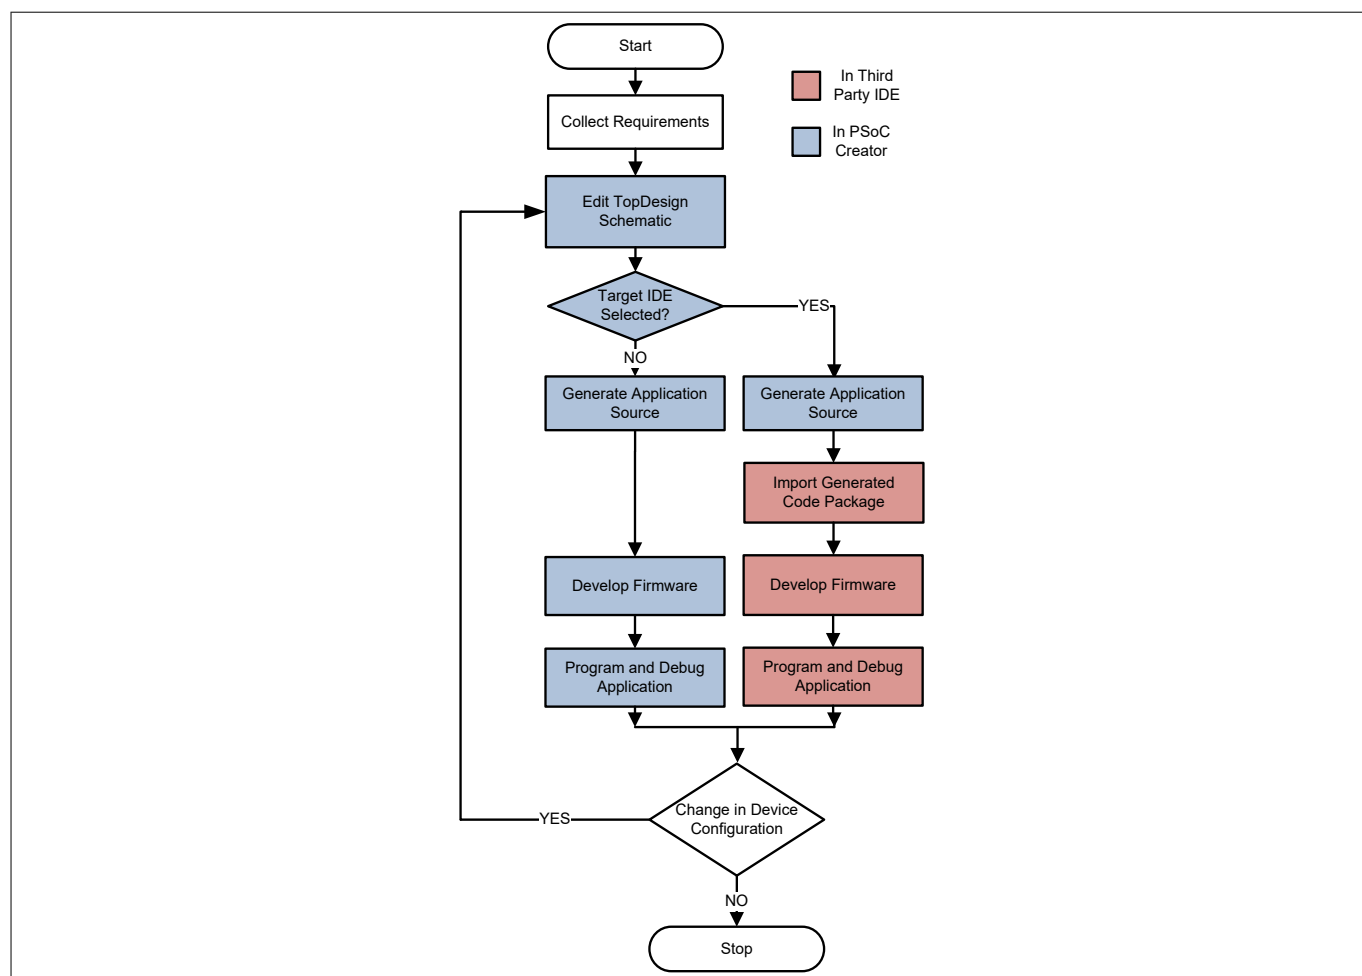 Start
In Third
Party IDE
Collect Requirements
In PSoC
Creator
Edit TopDesign
Schematic
Target IDE
Selected?
YES
NO
Generate Application
Source
Generate Application
Source
Import Generated
Code Package
Develop Firmware
Develop Firmware
Program and Debug
Application
Program and Debug
Application
Change in Device
Configuration
YES
NO
Stop